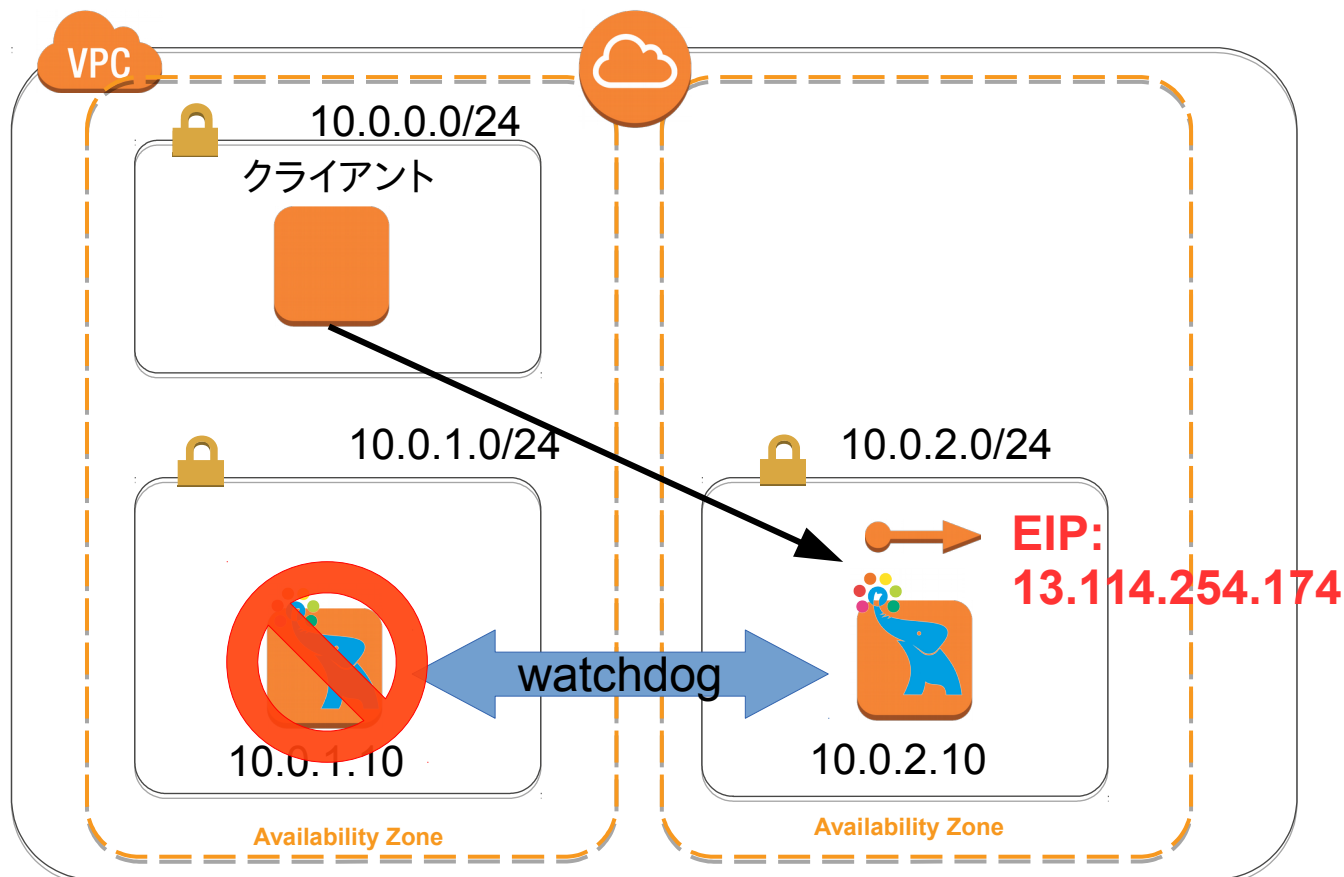 VPC
10.0.0.0/24
クライアント
10.0.1.0/24
10.0.2.0/24
EIP:
13.114.254.174
watchdog
10.0.1.10
10.0.2.10
Availability Zone
Availability Zone